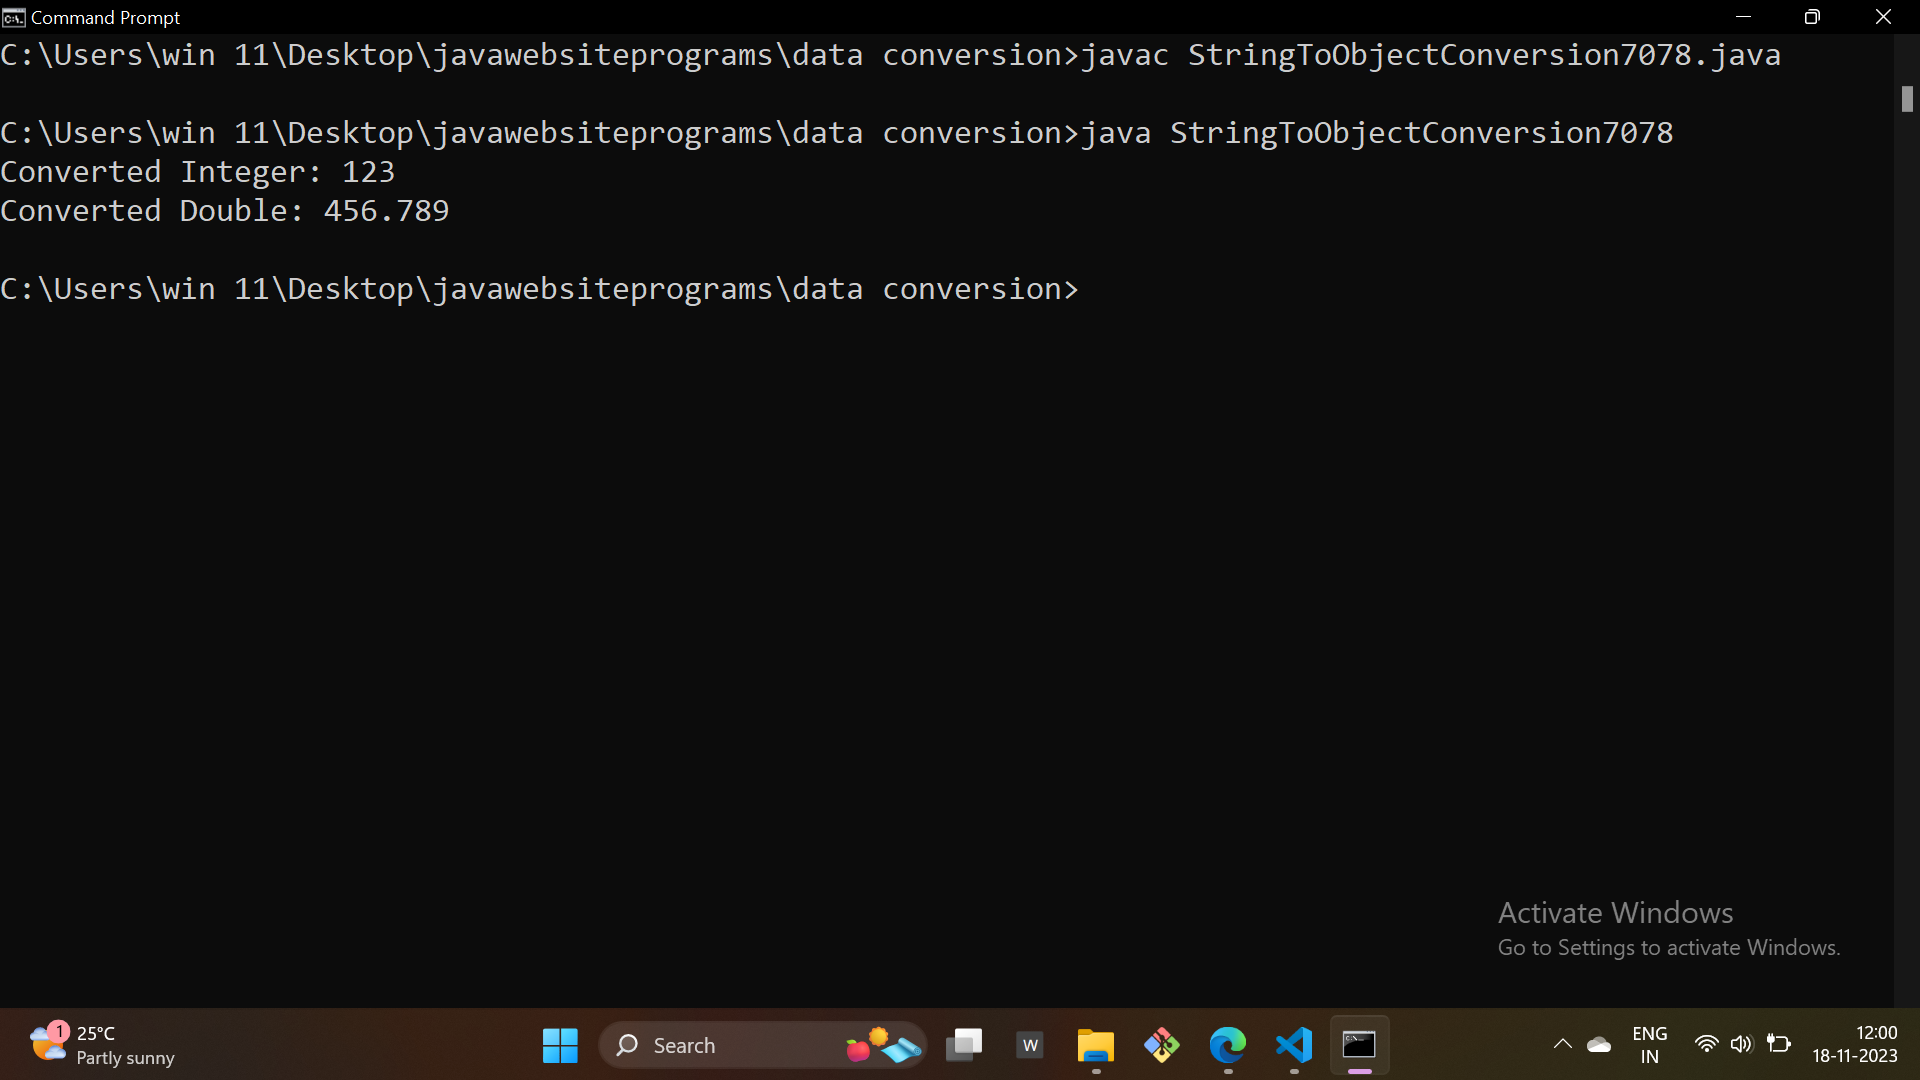 Command Prompt
C:\Users\win 11\Desktop\javawebsiteprograms\data conversion>javac StringToObjectConversion7078.java
C:\Users\win 11\Desktop\javawebsiteprograms\data conversion>java StringToObjectConversion7078
Converted Integer: 123
Converted Double: 456.789
C:\Users\win 11\Desktop\javawebsiteprograms\data conversion>
Activate Windows
Go to Settings to activate Windows.
1
25°C
Partly sunny
Search
W
ENG
IN
12:00
18-11-2023